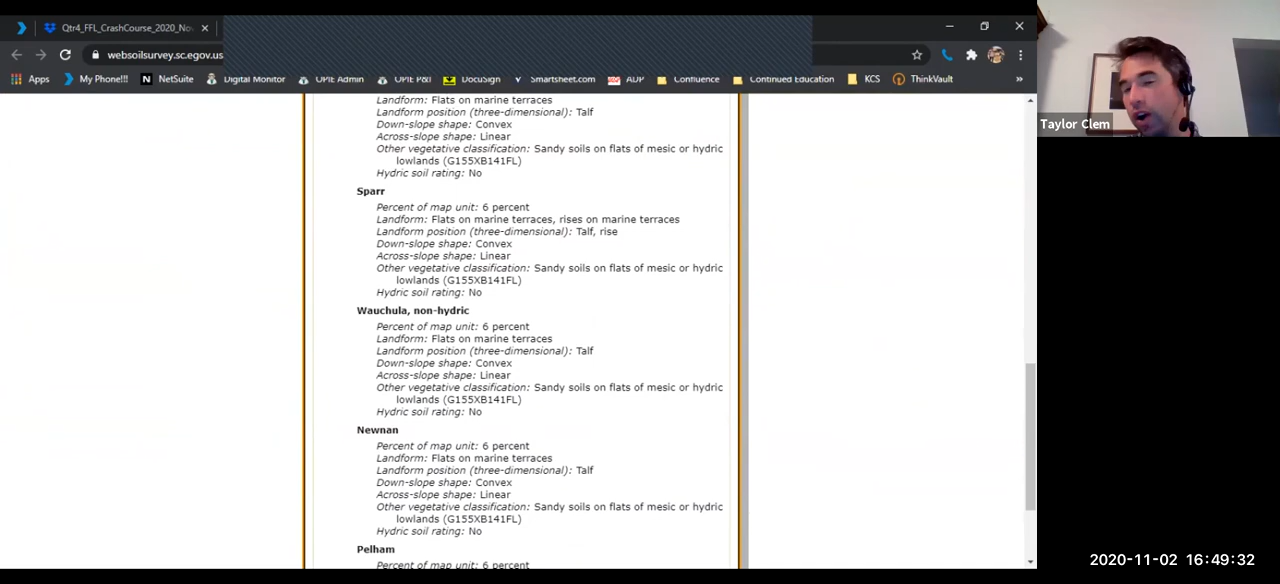 Qtr4_FFL_CrashCourse_2020_Nov
websoilsurvey.sc.egov.us
Apps My Phone!!! NetSuite Digital Monitor OPIE Admin OPIE P&I DocuSign Smartsheet.com ADP Confluence Continued Education KCS ThinkVault »
Landform: Flats on marine terraces
Landform position (three-dimensional): Talf
Down-slope shape: Convex
Across-slope shape: Linear
Other vegetative classification: Sandy soils on flats of mesic or hydric
lowlands (G155XB141FL)
Hydric soil rating: No
Sparr
Percent of map unit: 6 percent
Landform: Flats on marine terraces, rises on marine terraces
Landform position (three-dimensional): Talf, rise
Down-slope shape: Convex
Across-slope shape: Linear
Other vegetative classification: Sandy soils on flats of mesic or hydric
lowlands (G155XB141FL)
Hydric soil rating: No
Wauchula, non-hydric
Percent of map unit: 6 percent
Landform: Flats on marine terraces
Landform position (three-dimensional): Talf
Down-slope shape: Convex
Across-slope shape: Linear
Other vegetative classification: Sandy soils on flats of mesic or hydric
lowlands (G155XB141FL)
Hydric soil rating: No
Newnan
Percent of map unit: 6 percent
Landform: Flats on marine terraces
Landform position (three-dimensional): Talf
Down-slope shape: Convex
Across-slope shape: Linear
Other vegetative classification: Sandy soils on flats of mesic or hydric
lowlands (G155XB141FL)
Hydric soil rating: No
Pelham
Percent of map unit: 6 percent
Taylor Clem
2020-11-02 16:49:32